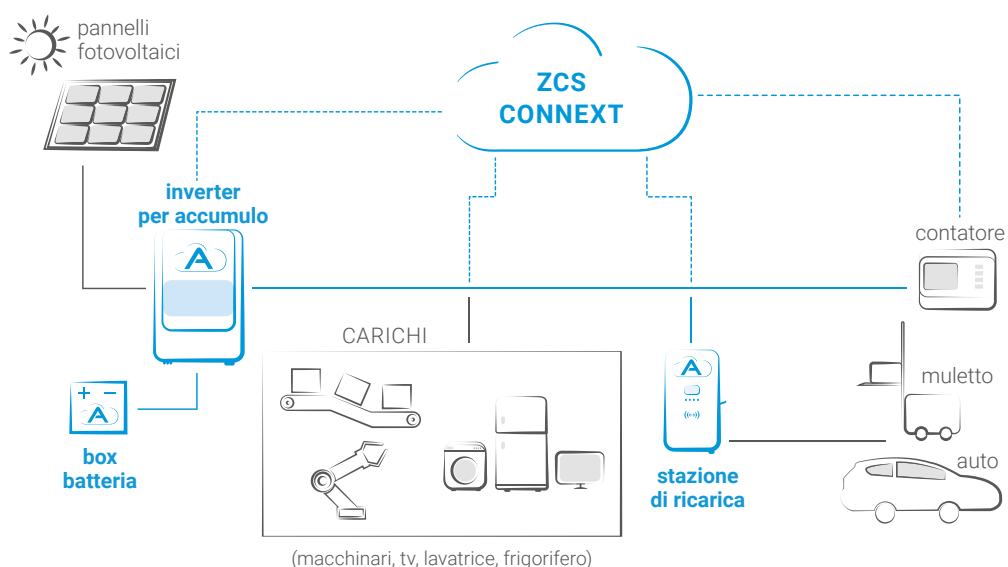 pannelli
fotovoltaici
ZCS
CONNEXT
inverter
per accumulo
A
contatore
CARICHI
A
muletto
+ −
A
box
batteria
auto
stazione
di ricarica
(macchinari, tv, lavatrice, frigorifero)